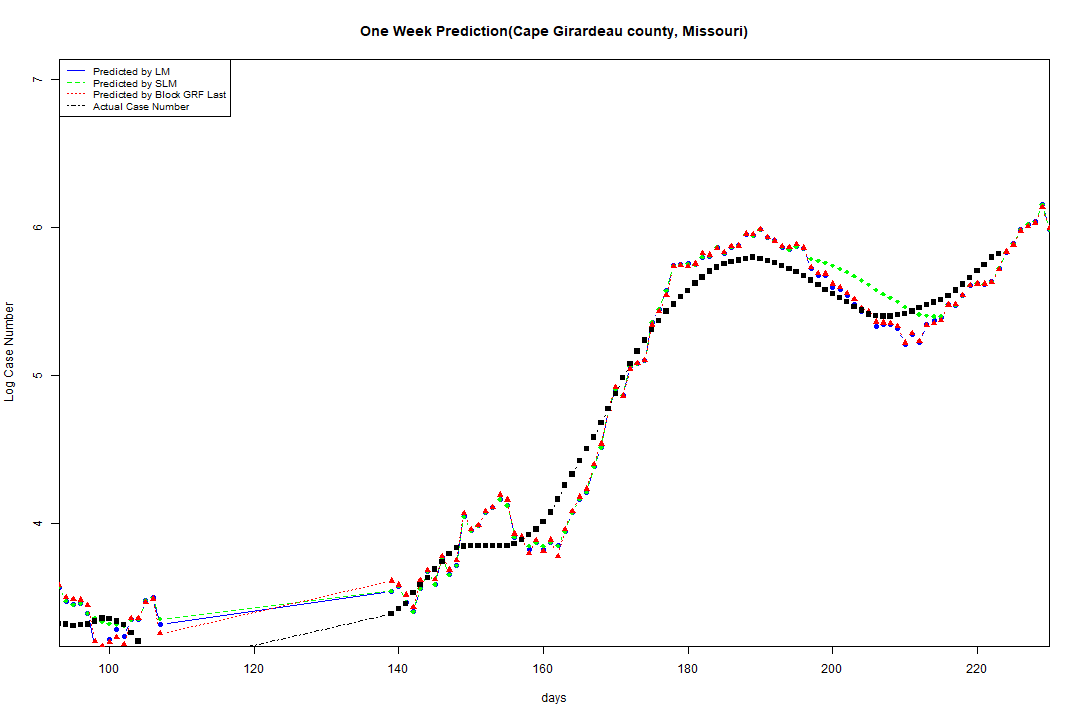 One Week Prediction(Cape Girardeau county, Missouri)
Predicted by LM
Predicted by SLM
Predicted by Block GRF Last
Actual Case Number
7
6
5
4
Log Case Number
100 120 140 160 180 200 220
days